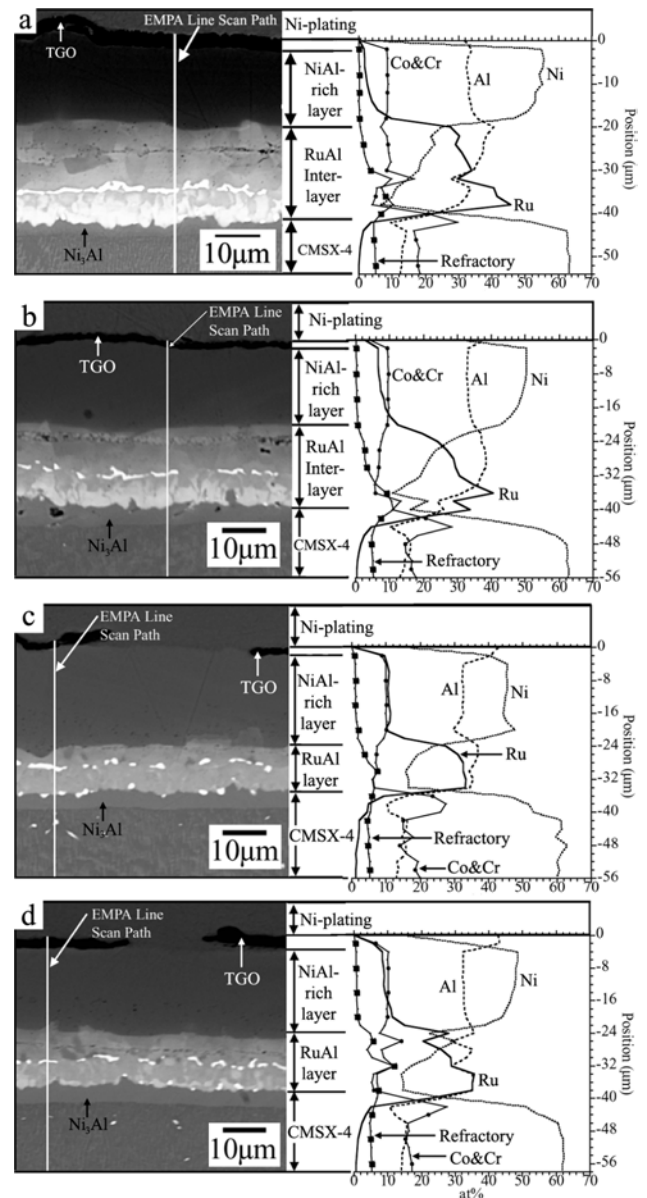 a
EMPA Line Scan Path
TGO
Ni-plating
NiAl-
rich
layer
RuAl
Inter-
layer
CMSX-4
Ni₃Al
10μm
Co&Cr
Al
Ni
Ru
Refractory
0
-10
-20
-30
-40
-50
Position (μm)
0 10 20 30 40 50 60 70
b
EMPA Line
Scan Path
TGO
Ni-plating
NiAl-
rich
layer
RuAl
Inter-
layer
CMSX-4
Ni₃Al
10μm
Co&Cr
Al
Ni
Ru
Refractory
0
-8
-16
-24
-32
-40
-48
-56
Position (μm)
0 10 20 30 40 50 60 70
c
EMPA Line
Scan Path
TGO
Ni-plating
NiAl-
rich
layer
RuAl
layer
CMSX-4
Ni₃Al
10μm
Al
Ni
Ru
Refractory
Co&Cr
0
-8
-16
-24
-32
-40
-48
-56
Position (μm)
0 10 20 30 40 50 60 70
d
EMPA Line
Scan Path
TGO
Ni-plating
NiAl-
rich
layer
RuAl
layer
CMSX-4
Ni₃Al
10μm
Al
Ni
Ru
Refractory
Co&Cr
0
-8
-16
-24
-32
-40
-48
-56
Position (μm)
0 10 20 30 40 50 60 70
at%